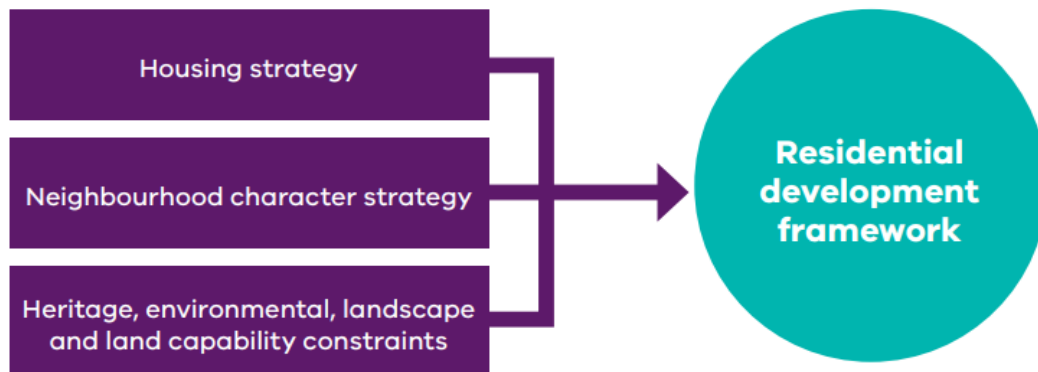 Housing strategy
Neighbourhood character strategy
Heritage, environmental, landscape
and land capability constraints
Residential
development
framework